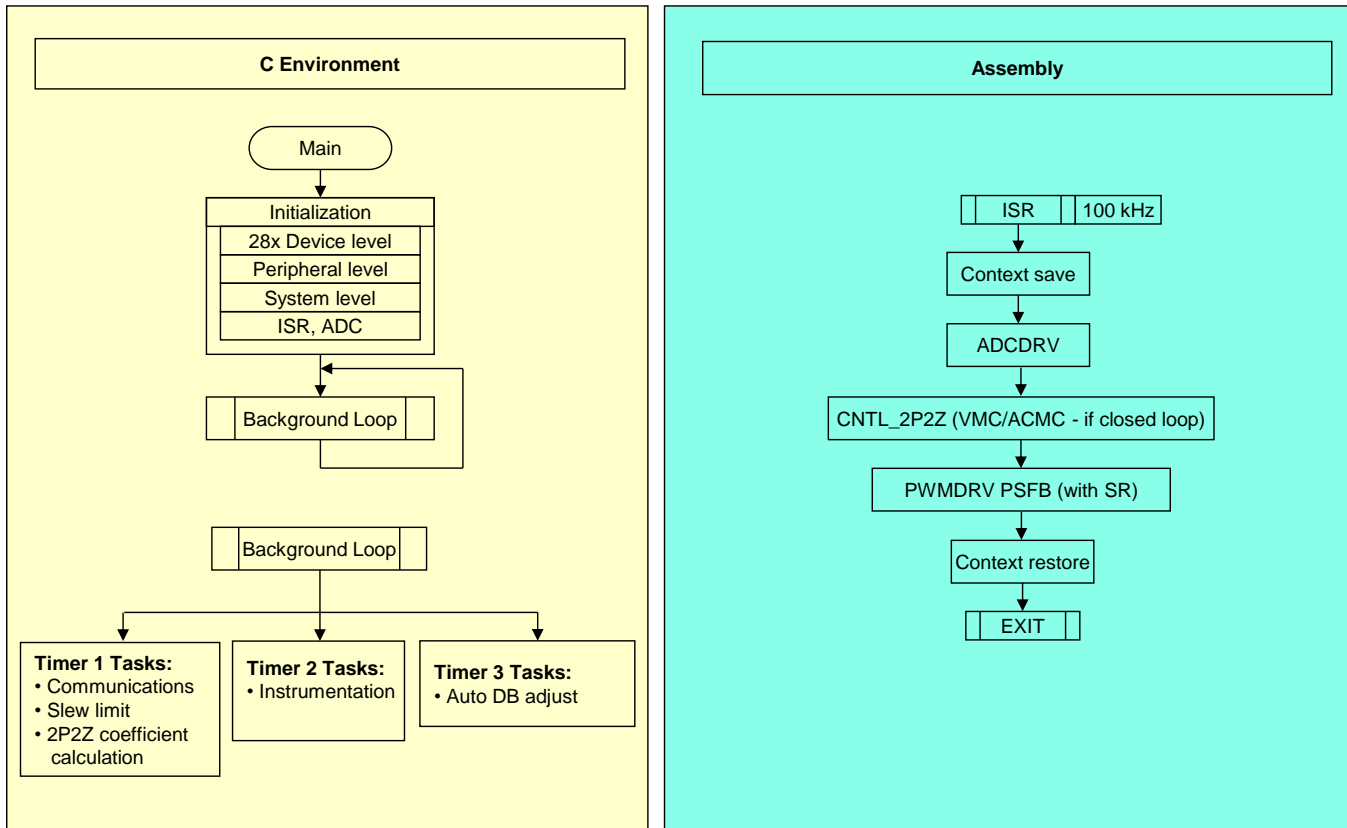 C Environment
Main
Initialization
28x Device level
Peripheral level
System level
ISR, ADC
Background Loop
Background Loop
Timer 1 Tasks:
• Communications
• Slew limit
• 2P2Z coefficient
calculation
Timer 2 Tasks:
• Instrumentation
Timer 3 Tasks:
• Auto DB adjust
Assembly
ISR 100 kHz
Context save
ADCDRV
CNTL_2P2Z (VMC/ACMC - if closed loop)
PWMDRV PSFB (with SR)
Context restore
EXIT